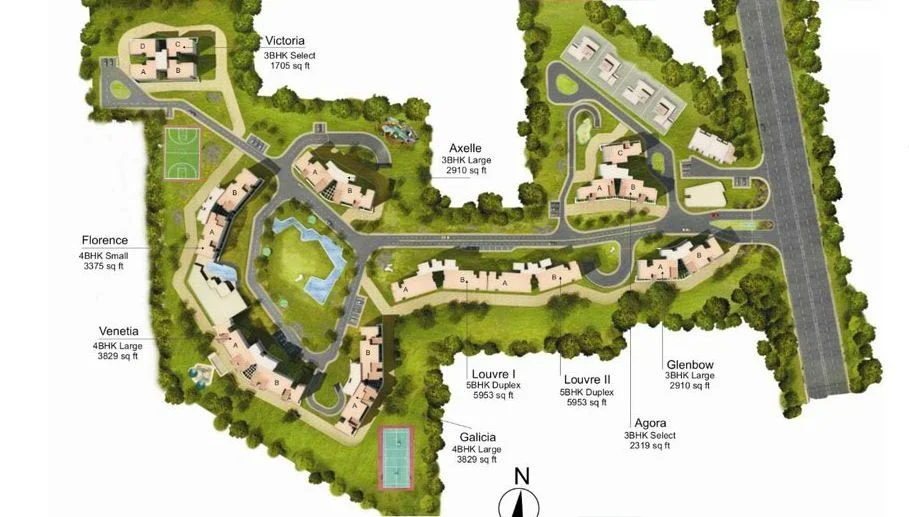 Victoria
3BHK Select
1705 sq ft
D
C
A
B
Axelle
3BHK Large
2910 sq ft
A
B
C
A
B
Florence
4BHK Small
3375 sq ft
B
A
Venetia
4BHK Large
3829 sq ft
A
B
B
A
A
B
A
B
A
B
Louvre I
5BHK Duplex
5953 sq ft
Louvre II
5BHK Duplex
5953 sq ft
Glenbow
3BHK Large
2910 sq ft
Agora
3BHK Select
2319 sq ft
Galicia
4BHK Large
3829 sq ft
N